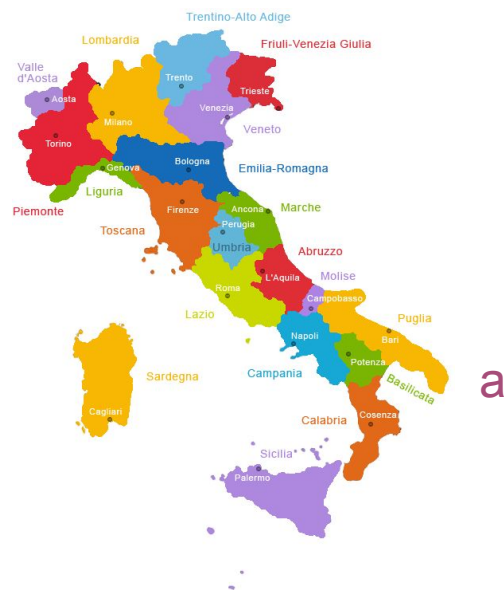 Trentino-Alto Adige
Lombardia
Friuli-Venezia Giulia
Valle
d'Aosta
Trento
Aosta
Trieste
Venezia
Milano
Veneto
Torino
Bologna
Emilia-Romagna
Genova
Liguria
Piemonte
Firenze
Ancona
Marche
Toscana
Perugia
Umbria
Abruzzo
L'Aquila
Molise
Roma
Campobasso
Lazio
Puglia
Napoli
Bari
Potenza
Campania
Sardegna
Basilicata
a
Cagliari
Calabria
Cosenza
Sicilia
Palermo